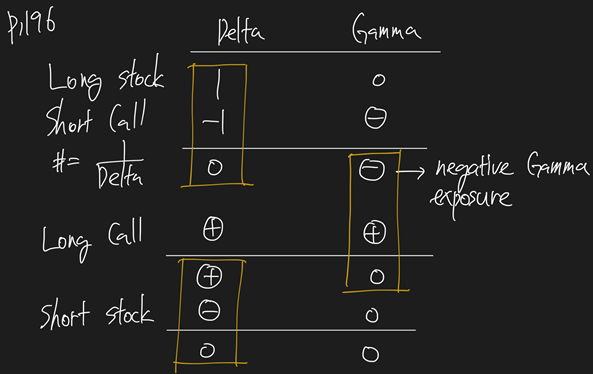 p.196
Delta Gamma
Long stock 1 0
Short Call -1 ⊖
#= 1/Delta 0 ⊖ → negative Gamma
exposure
Long Call ⊕ ⊕
⊕ 0
Short stock ⊖ 0
0 0